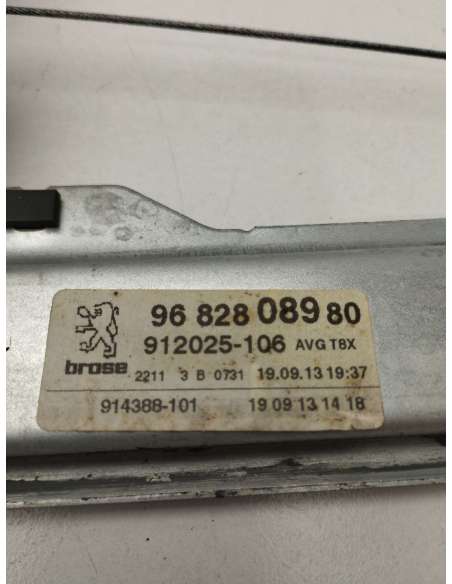 96 828 089 80
912025-106 AVG T8X
brose 2211 3 B 0731 19.09.13 19:37
914388-101 19 09 13 14 18